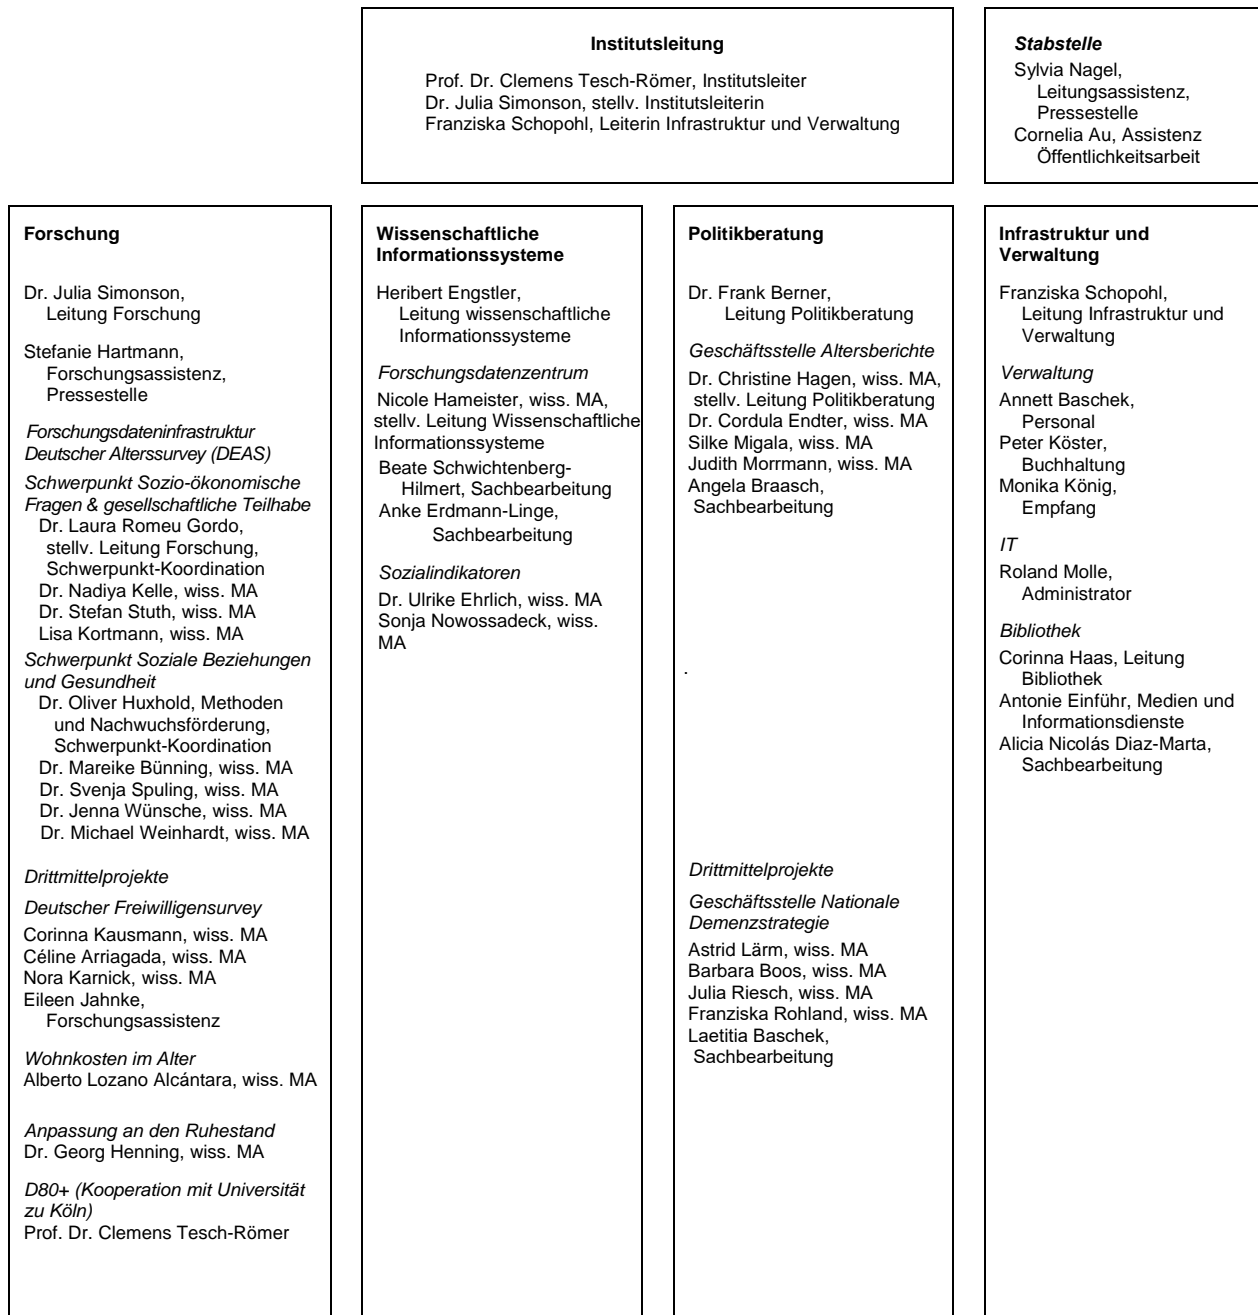 Institutsleitung
Prof. Dr. Clemens Tesch-Römer, Institutsleiter
Dr. Julia Simonson, stellv. Institutsleiterin
Franziska Schopohl, Leiterin Infrastruktur und Verwaltung
Stabstelle
Sylvia Nagel,
Leitungsassistenz,
Pressestelle
Cornelia Au, Assistenz
Öffentlichkeitsarbeit
Forschung
Dr. Julia Simonson,
Leitung Forschung
Stefanie Hartmann,
Forschungsassistenz,
Pressestelle
Forschungsdateninfrastruktur
Deutscher Alterssurvey (DEAS)
Schwerpunkt Sozio-ökonomische
Fragen & gesellschaftliche Teilhabe
Dr. Laura Romeu Gordo,
stellv. Leitung Forschung,
Schwerpunkt-Koordination
Dr. Nadiya Kelle, wiss. MA
Dr. Stefan Stuth, wiss. MA
Lisa Kortmann, wiss. MA
Schwerpunkt Soziale Beziehungen
und Gesundheit
Dr. Oliver Huxhold, Methoden
und Nachwuchsförderung,
Schwerpunkt-Koordination
Dr. Mareike Bünning, wiss. MA
Dr. Svenja Spuling, wiss. MA
Dr. Jenna Wünsche, wiss. MA
Dr. Michael Weinhardt, wiss. MA
Drittmittelprojekte
Deutscher Freiwilligensurvey
Corinna Kausmann, wiss. MA
Céline Arriagada, wiss. MA
Nora Karnick, wiss. MA
Eileen Jahnke,
Forschungsassistenz
Wohnkosten im Alter
Alberto Lozano Alcántara, wiss. MA
Anpassung an den Ruhestand
Dr. Georg Henning, wiss. MA
D80+ (Kooperation mit Universität
zu Köln)
Prof. Dr. Clemens Tesch-Römer
Wissenschaftliche
Informationssysteme
Heribert Engstler,
Leitung wissenschaftliche
Informationssysteme
Forschungsdatenzentrum
Nicole Hameister, wiss. MA,
stellv. Leitung Wissenschaftliche
Informationssysteme
Beate Schwichtenberg-
Hilmert, Sachbearbeitung
Anke Erdmann-Linge,
Sachbearbeitung
Sozialindikatoren
Dr. Ulrike Ehrlich, wiss. MA
Sonja Nowossadeck, wiss.
MA
Politikberatung
Dr. Frank Berner,
Leitung Politikberatung
Geschäftsstelle Altersberichte
Dr. Christine Hagen, wiss. MA,
stellv. Leitung Politikberatung
Dr. Cordula Endter, wiss. MA
Silke Migala, wiss. MA
Judith Morrmann, wiss. MA
Angela Braasch,
Sachbearbeitung
.
Drittmittelprojekte
Geschäftsstelle Nationale
Demenzstrategie
Astrid Lärm, wiss. MA
Barbara Boos, wiss. MA
Julia Riesch, wiss. MA
Franziska Rohland, wiss. MA
Laetitia Baschek,
Sachbearbeitung
Infrastruktur und
Verwaltung
Franziska Schopohl,
Leitung Infrastruktur und
Verwaltung
Verwaltung
Annett Baschek,
Personal
Peter Köster,
Buchhaltung
Monika König,
Empfang
IT
Roland Molle,
Administrator
Bibliothek
Corinna Haas, Leitung
Bibliothek
Antonie Einführ, Medien und
Informationsdienste
Alicia Nicolás Diaz-Marta,
Sachbearbeitung